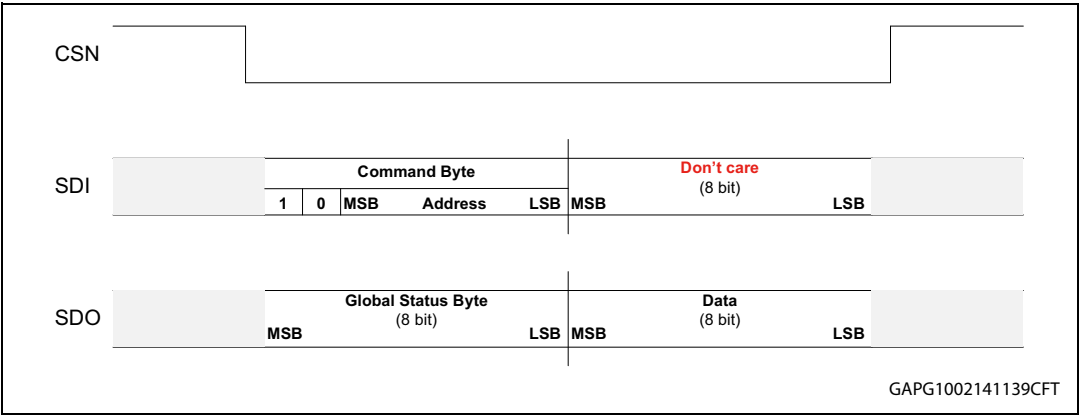 CSN
Command Byte
Don't care
(8 bit)
SDI
1 0 MSB Address LSB MSB LSB
Global Status Byte
(8 bit)
Data
(8 bit)
SDO
MSB LSB MSB LSB
GAPG1002141139CFT